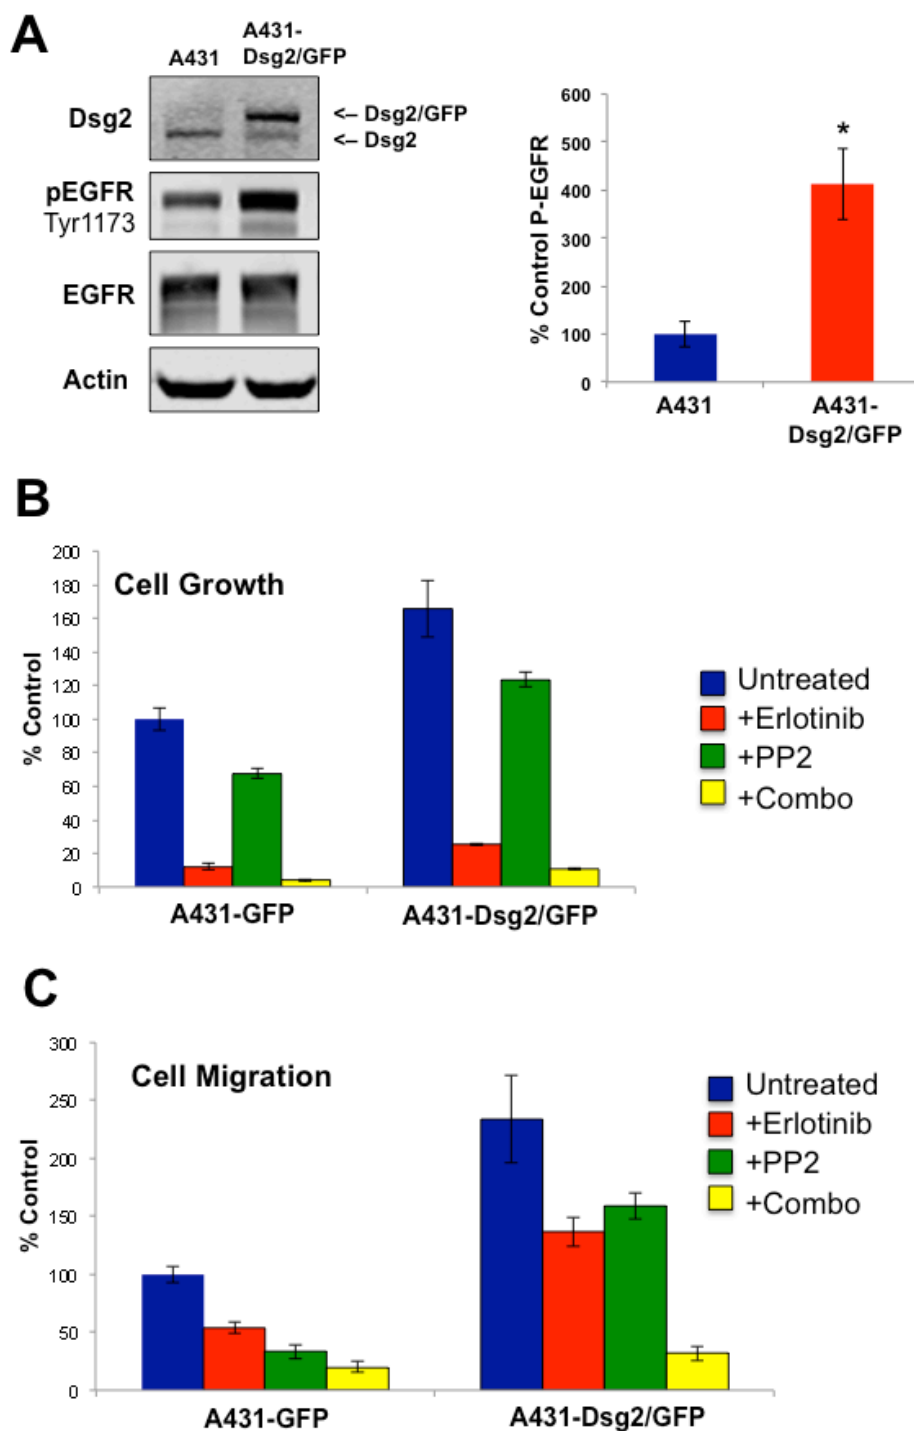 A
A431
A431-
Dsg2/GFP
Dsg2
<– Dsg2/GFP
<– Dsg2
pEGFR
Tyr1173
EGFR
Actin
% Control P-EGFR
600
500
400
300
200
100
0
*
A431
A431-
Dsg2/GFP
B
Cell Growth
% Control
200
180
160
140
120
100
80
60
40
20
0
A431-GFP
A431-Dsg2/GFP
Untreated
+Erlotinib
+PP2
+Combo
C
Cell Migration
% Control
300
250
200
150
100
50
0
A431-GFP
A431-Dsg2/GFP
Untreated
+Erlotinib
+PP2
+Combo